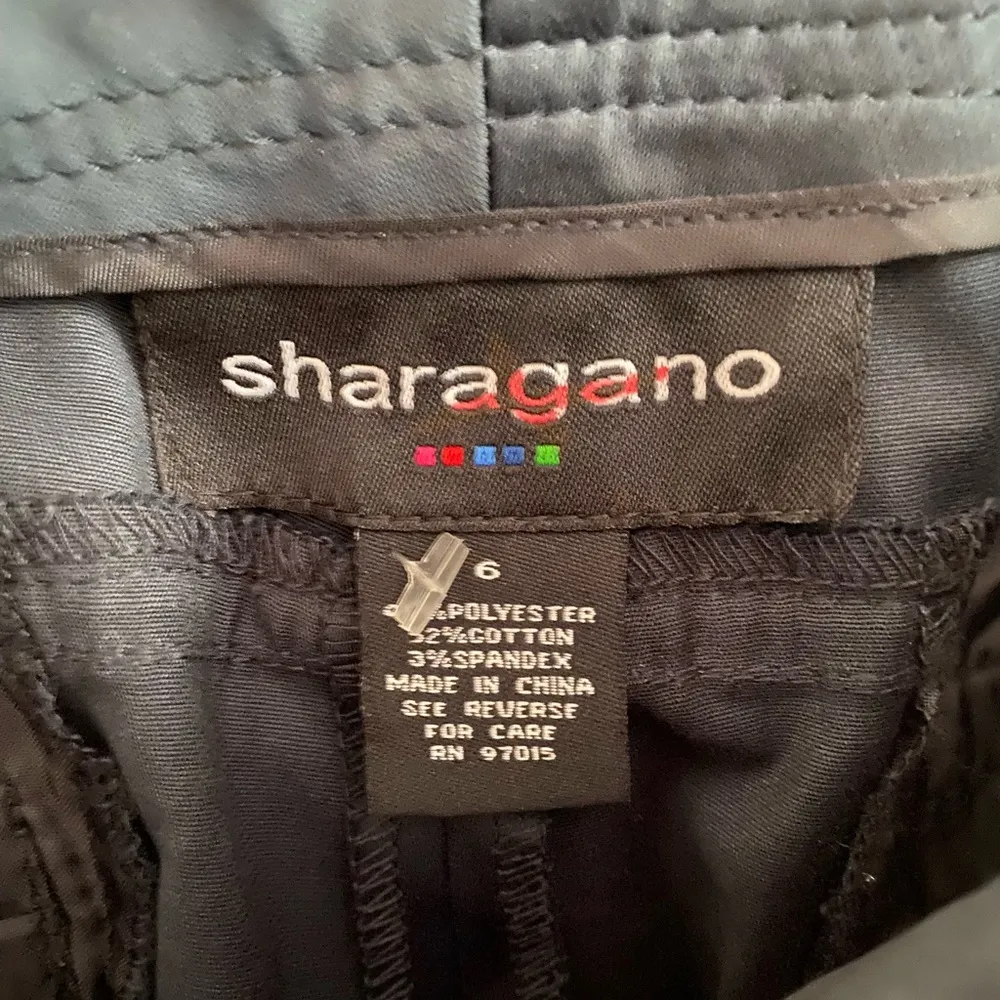 sharagano
6
%POLYESTER
52%COTTON
3%SPANDEX
MADE IN CHINA
SEE REVERSE
FOR CARE
RN 97015